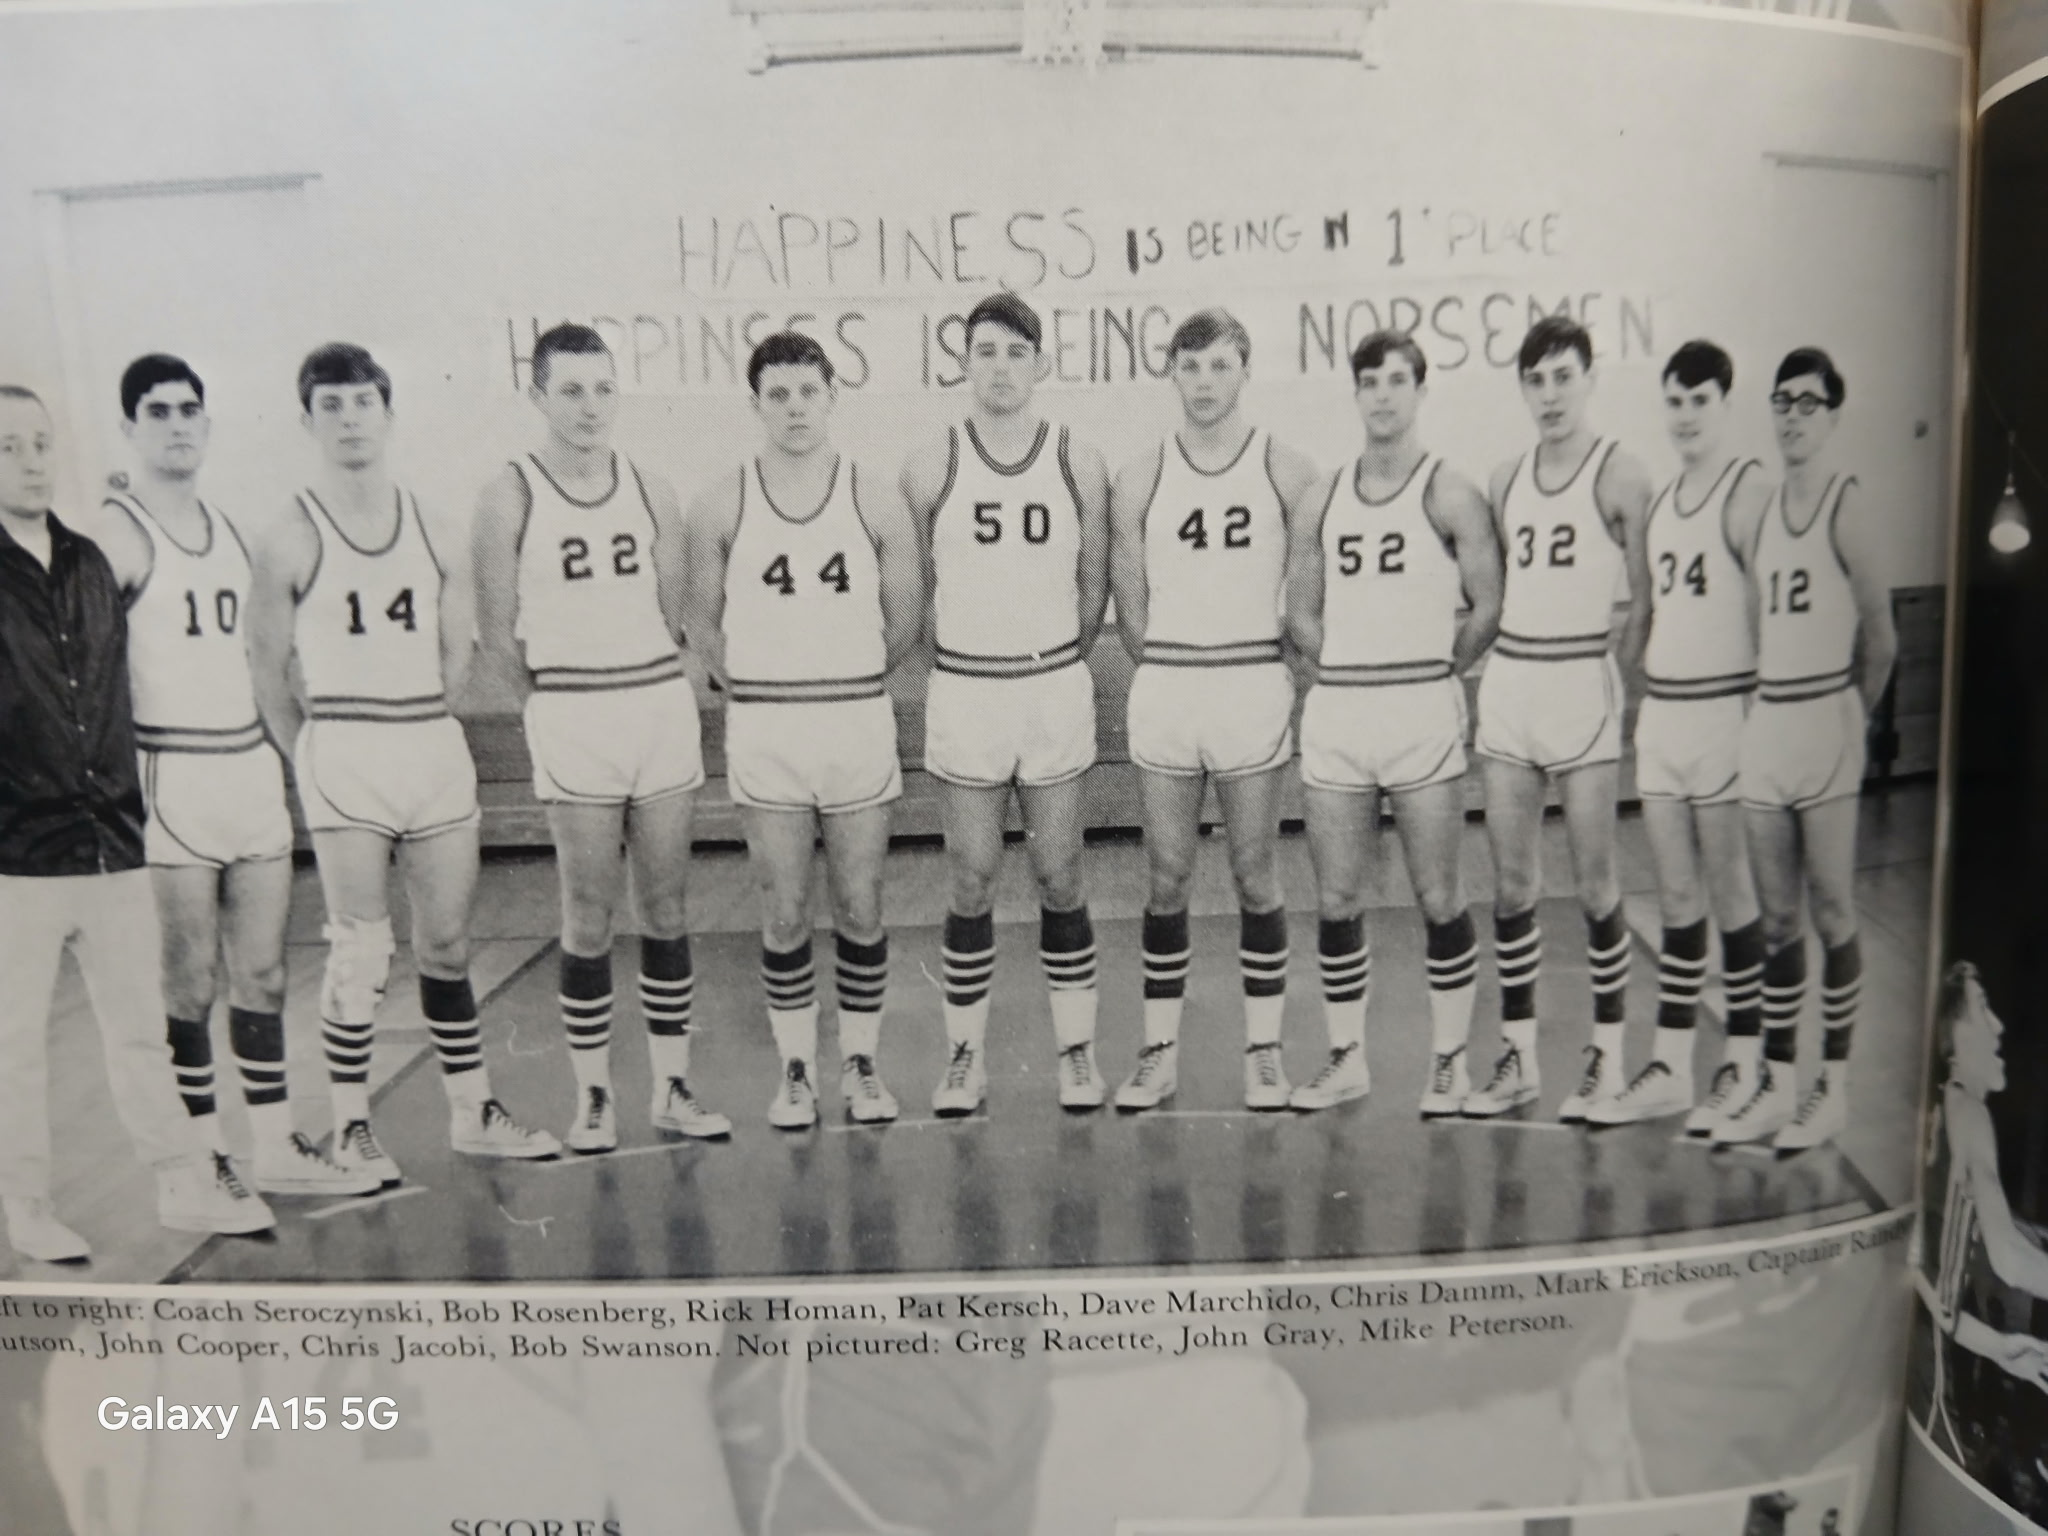 HAPPINESS IS BEING IN 1 PLACE
HAPPINESS IS BEING NORSEMEN
10 14 22 44 50 42 52 32 34 12
ft to right: Coach Seroczynski, Bob Rosenberg, Rick Homan, Pat Kersch, Dave Marchido, Chris Damm, Mark Erickson, Captain
utson, John Cooper, Chris Jacobi, Bob Swanson. Not pictured: Greg Racette, John Gray, Mike Peterson.
Galaxy A15 5G
SCORES